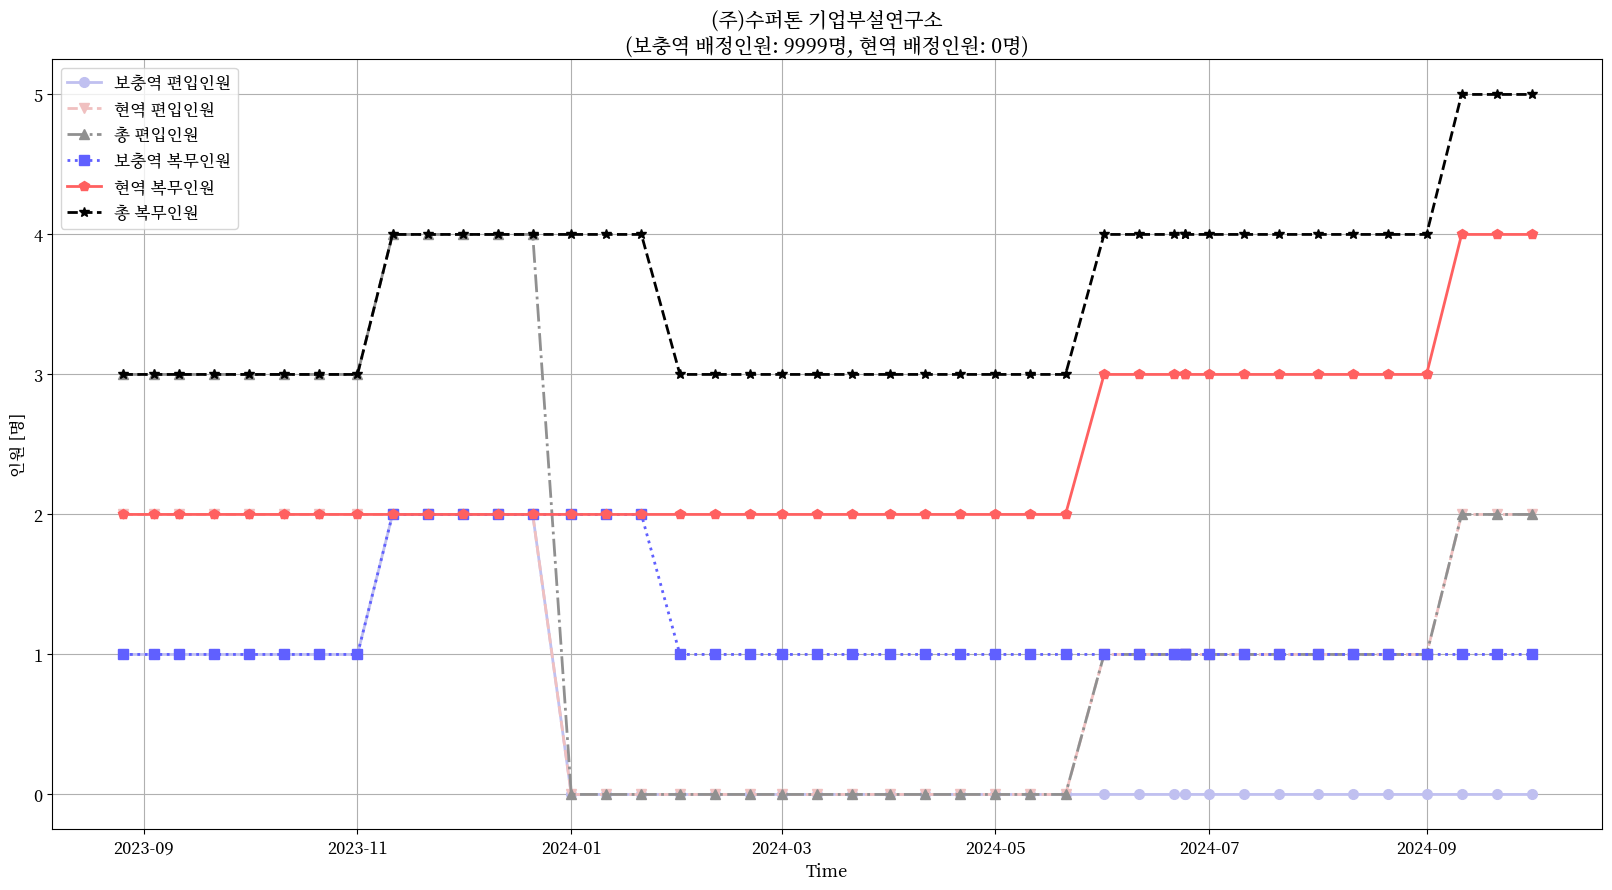 (주)수퍼톤 기업부설연구소
(보충역 배정인원: 9999명, 현역 배정인원: 0명)
보충역 편입인원
현역 편입인원
총 편입인원
보충역 복무인원
현역 복무인원
총 복무인원
인원 [명]
5
4
3
2
1
0
2023-09
2023-11
2024-01
2024-03
2024-05
2024-07
2024-09
Time